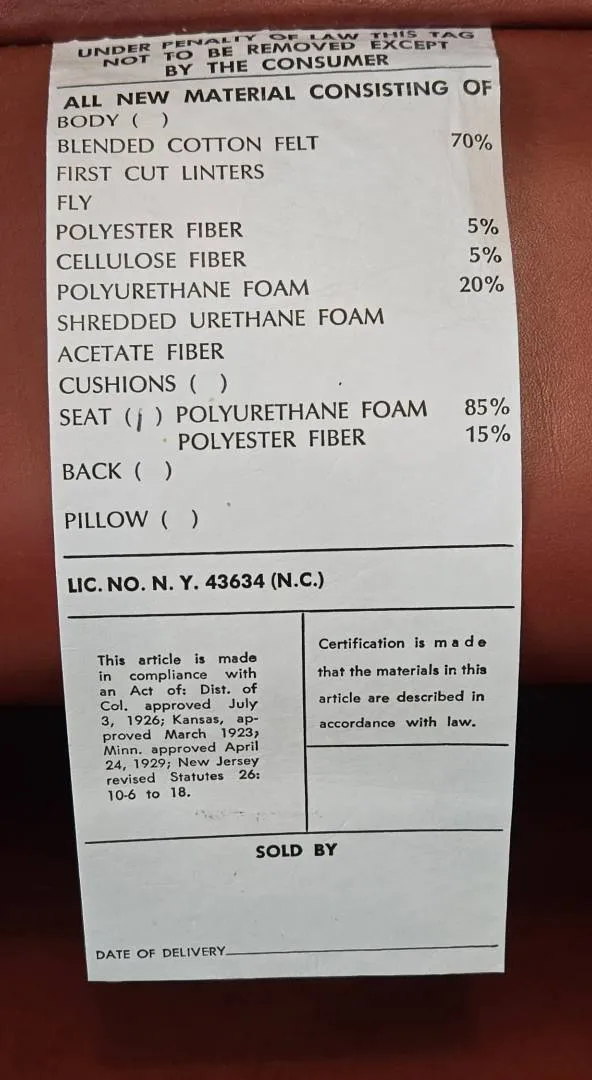 UNDER PENALTY OF LAW THIS TAG
NOT TO BE REMOVED EXCEPT
BY THE CONSUMER
ALL NEW MATERIAL CONSISTING OF
BODY ( )
BLENDED COTTON FELT 70%
FIRST CUT LINTERS
FLY
POLYESTER FIBER 5%
CELLULOSE FIBER 5%
POLYURETHANE FOAM 20%
SHREDDED URETHANE FOAM
ACETATE FIBER
CUSHIONS ( )
SEAT (/) POLYURETHANE FOAM 85%
POLYESTER FIBER 15%
BACK ( )
PILLOW ( )
LIC. NO. N. Y. 43634 (N.C.)
This article is made
in compliance with
an Act of: Dist. of
Col. approved July
3, 1926; Kansas, ap-
proved March 1923;
Minn. approved April
24, 1929; New Jersey
revised Statutes 26:
10-6 to 18.
Certification is made
that the materials in this
article are described in
accordance with law.
SOLD BY
DATE OF DELIVERY